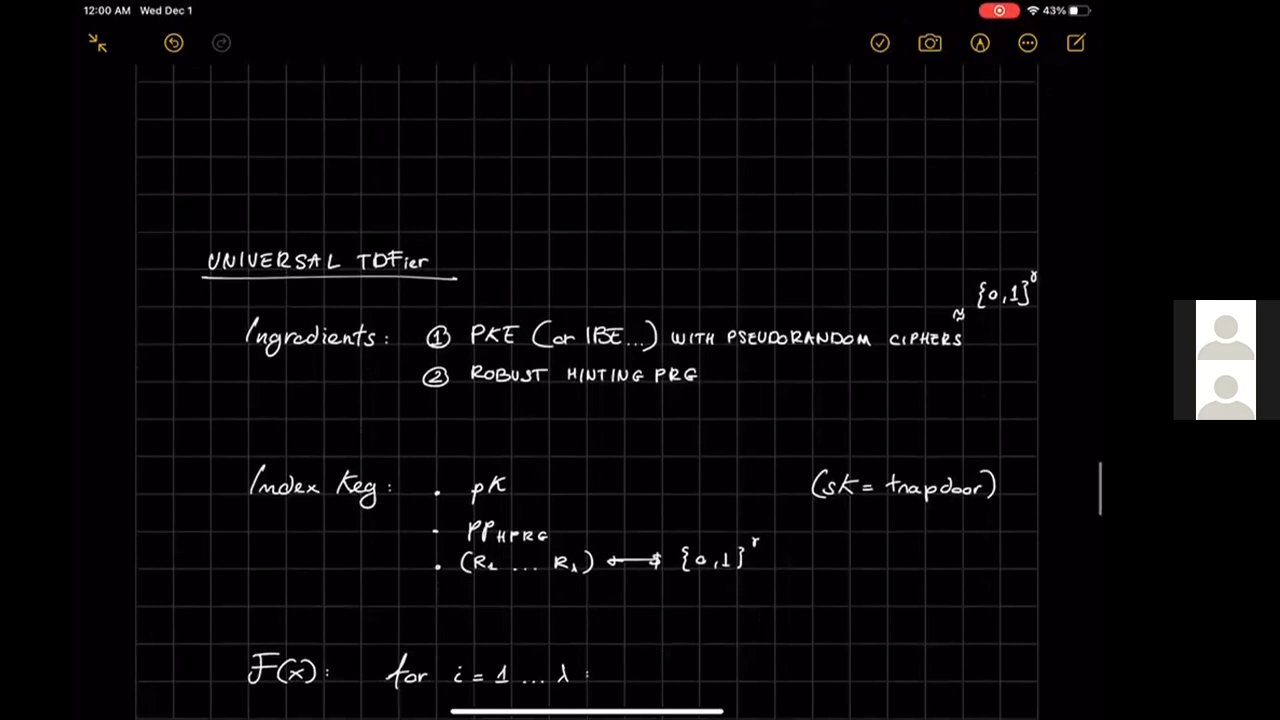 12:00 AM Wed Dec 1 43%
UNIVERSAL TDFier
{0,1}^γ
Ingredients: ① PKE (or IBE...) WITH PSEUDORANDOM CIPHERS ≈
② ROBUST HINTING PRG
Index Key: · pK (sK = trapdoor)
· PP_HPRG
· (R₁ ... R_λ) ←$ {0,1}^γ
F(x): for i = 1 ... λ :